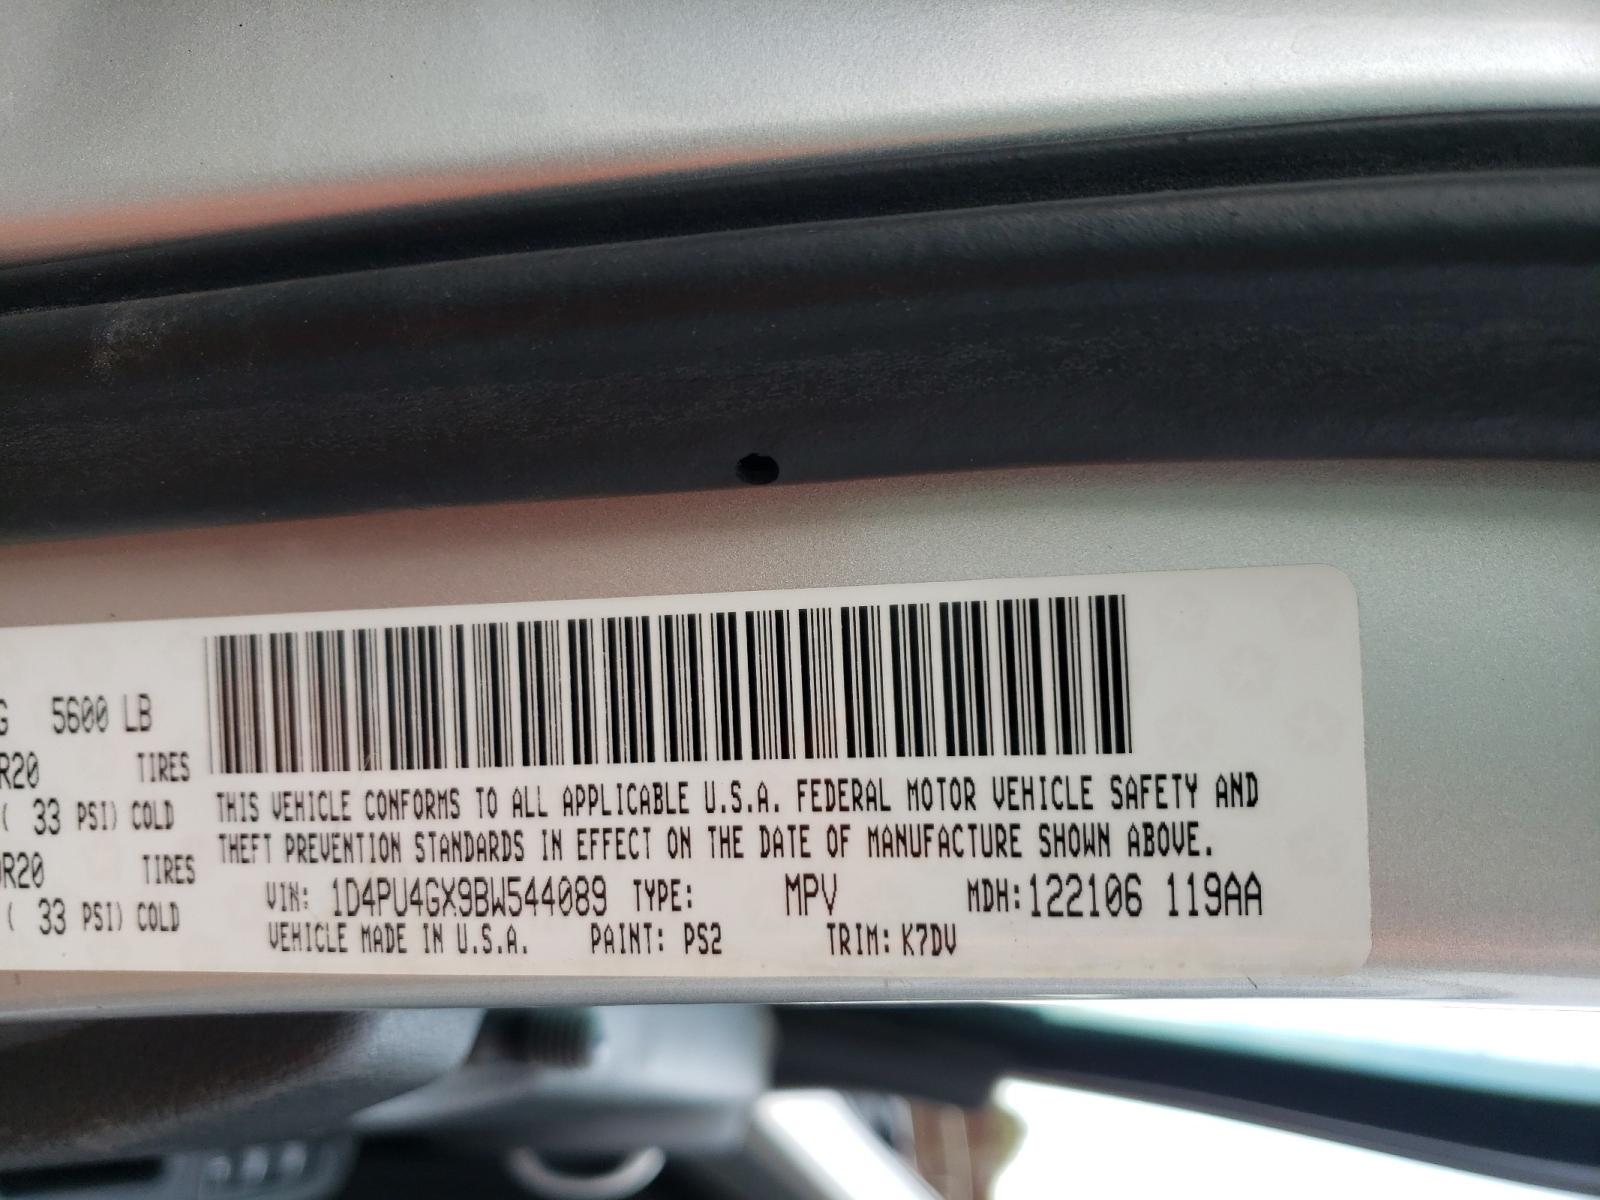 G 5600 LB
R20 TIRES
( 33 PSI) COLD
R20 TIRES
( 33 PSI) COLD
THIS VEHICLE CONFORMS TO ALL APPLICABLE U.S.A. FEDERAL MOTOR VEHICLE SAFETY AND
THEFT PREVENTION STANDARDS IN EFFECT ON THE DATE OF MANUFACTURE SHOWN ABOVE.
VIN: 1D4PU4GX9BW544089 TYPE: MPV MDH: 122106 119AA
VEHICLE MADE IN U.S.A. PAINT: PS2 TRIM: K7DV